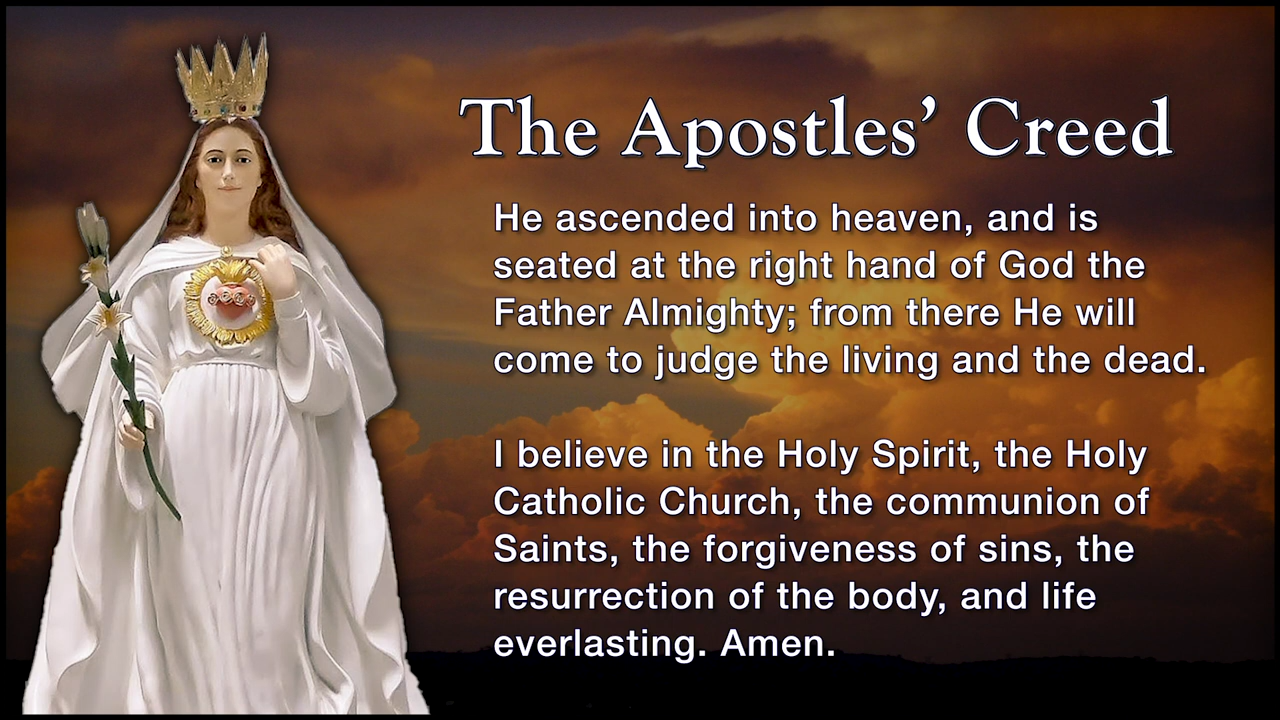 The Apostles’ Creed
He ascended into heaven, and is
seated at the right hand of God the
Father Almighty; from there He will
come to judge the living and the dead.
I believe in the Holy Spirit, the Holy
Catholic Church, the communion of
Saints, the forgiveness of sins, the
resurrection of the body, and life
everlasting. Amen.